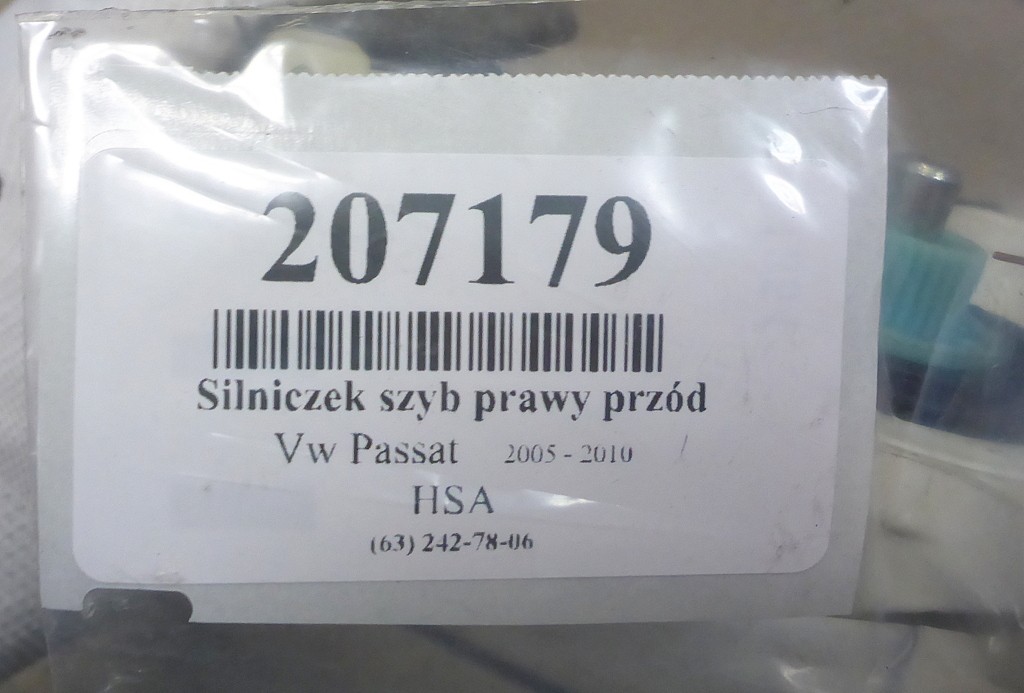 207179
Silniczek szyb prawy przód
Vw Passat 2005 - 2010
HSA
(63) 242-78-06